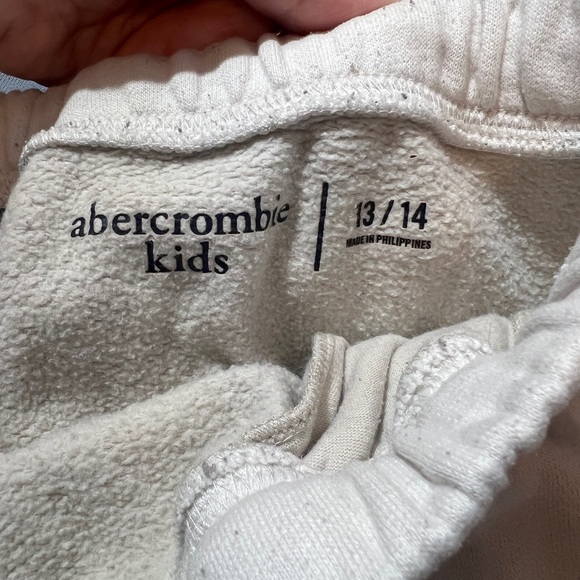 abercrombie
kids
13/14
MADE IN PHILIPPINES